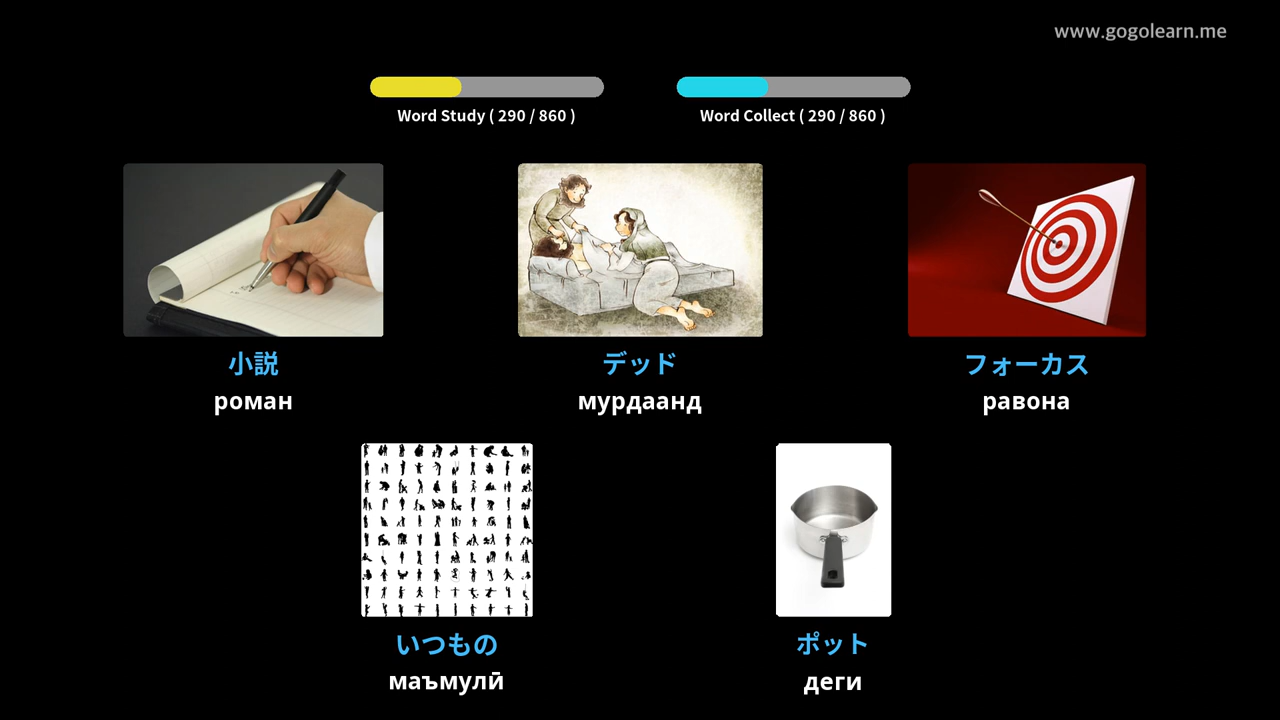 www.gogolearn.me
Word Study ( 290 / 860 )
Word Collect ( 290 / 860 )
小説
роман
デッド
мурдаанд
フォーカス
равона
いつもの
маъмулӣ
ポット
деги